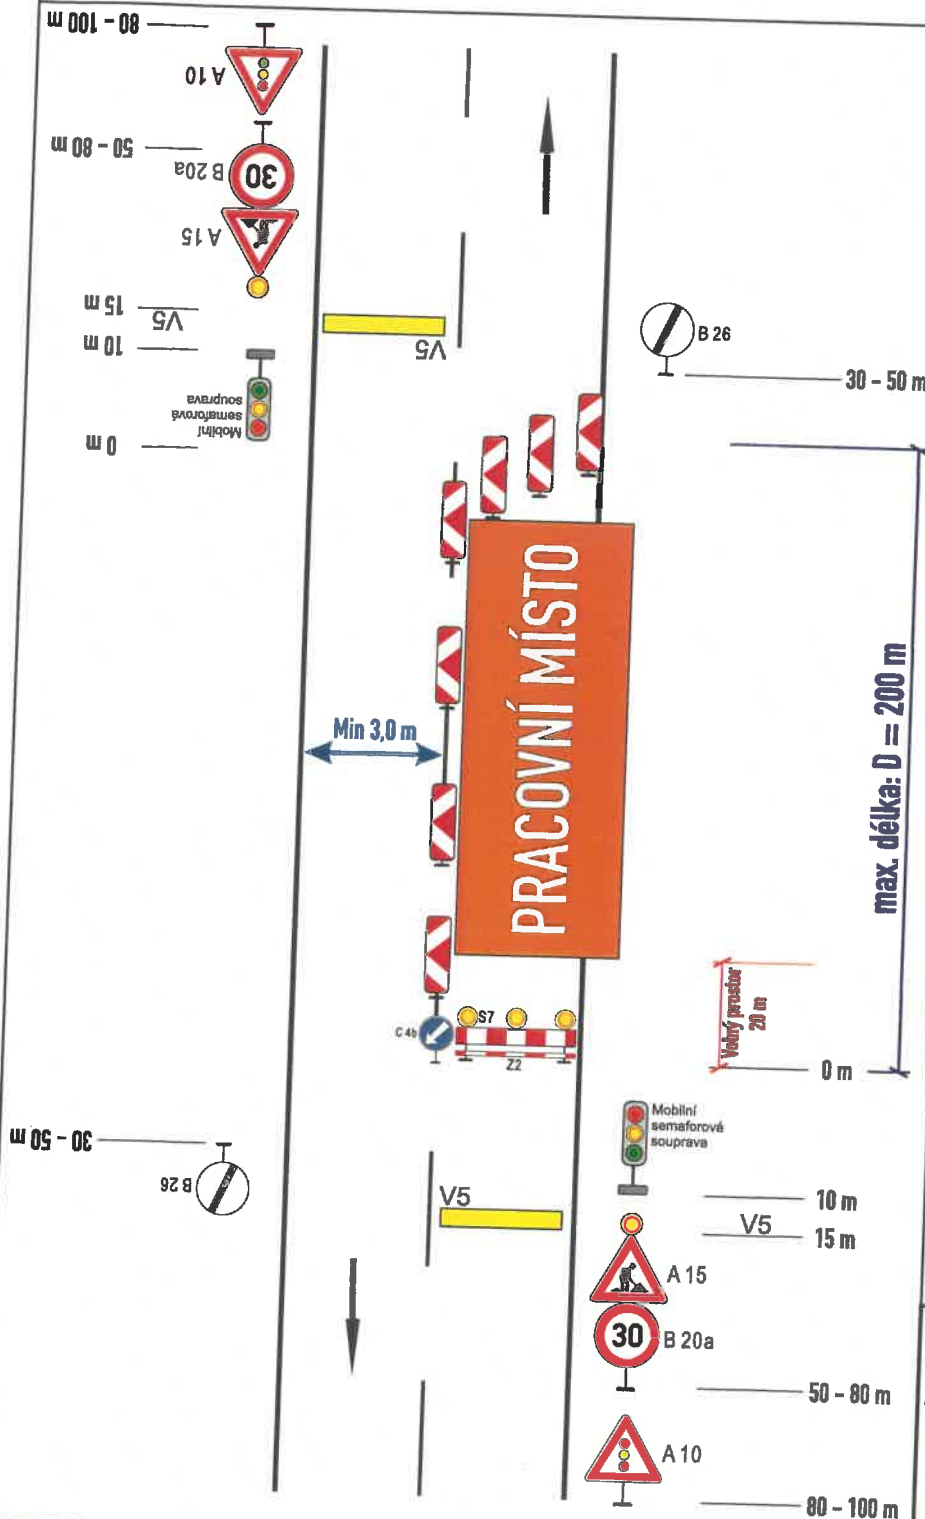 80 - 100 m
A 10
50 - 80 m
B 20a
30
A 15
15 m
V5
10 m
V5
Mobilní
semaforová
souprava
0 m
B 26
30 - 50 m
PRACOVNÍ MÍSTO
Min 3,0 m
max. délka: D = 200 m
Volný prostor
20 m
C 4b
S7
Z2
0 m
Mobilní
semaforová
souprava
30 - 50 m
B 26
V5
10 m
V5
15 m
A 15
30
B 20a
50 - 80 m
A 10
80 - 100 m